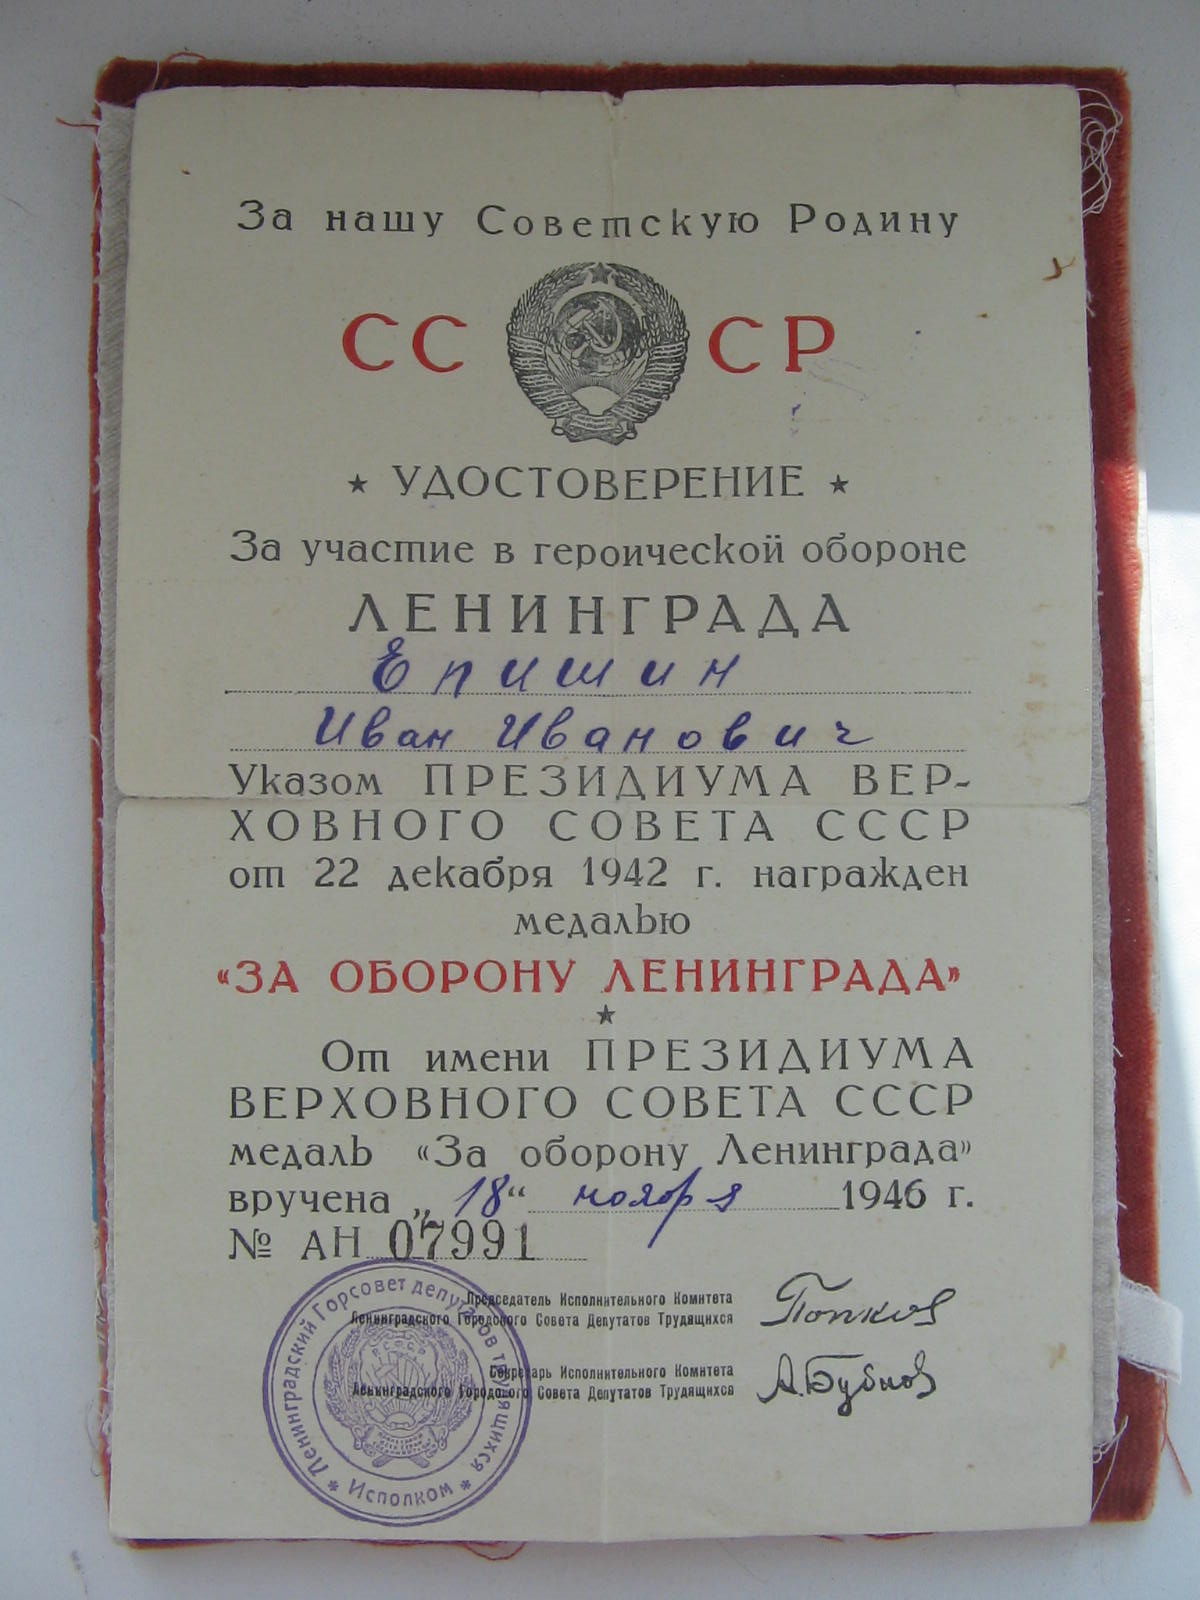 За нашу Советскую Родину
СССР
★ УДОСТОВЕРЕНИЕ ★
За участие в героической обороне
ЛЕНИНГРАДА
Епишин
Иван Иванович
Указом ПРЕЗИДИУМА ВЕР-
ХОВНОГО СОВЕТА СССР
от 22 декабря 1942 г. награжден
медалью
«ЗА ОБОРОНУ ЛЕНИНГРАДА»
★
От имени ПРЕЗИДИУМА
ВЕРХОВНОГО СОВЕТА СССР
медаль «За оборону Ленинграда»
вручена „18“ ноября 1946 г.
№ АН 07991
Председатель Исполнительного Комитета
Ленинградского Городского Совета Депутатов Трудящихся
Попков
Секретарь Исполнительного Комитета
Ленинградского Городского Совета Депутатов Трудящихся
А. Бубнов
Ленинградский Горсовет депутатов трудящихся
* Исполком *
РСФСР